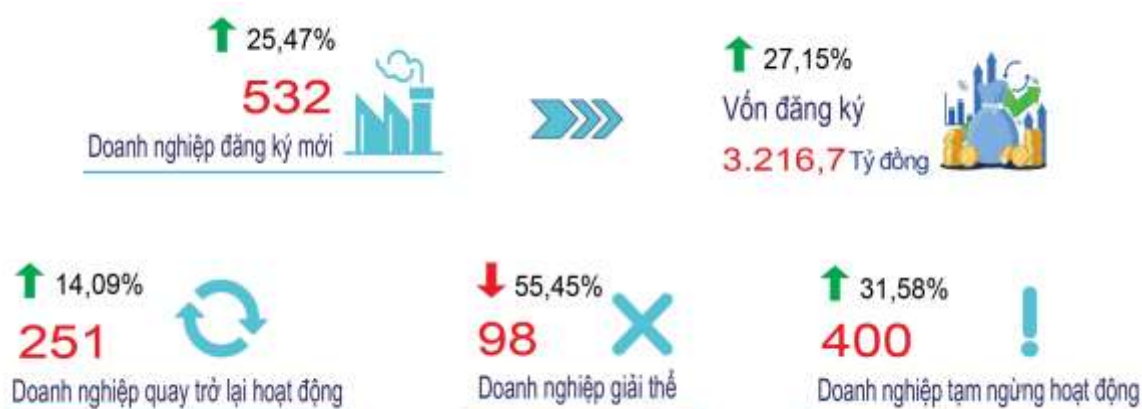 25,47%
532
Doanh nghiệp đăng ký mới
27,15%
Vốn đăng ký
3.216,7 Tỷ đồng
14,09%
251
Doanh nghiệp quay trở lại hoạt động
55,45%
98
Doanh nghiệp giải thể
31,58%
400
Doanh nghiệp tạm ngừng hoạt động